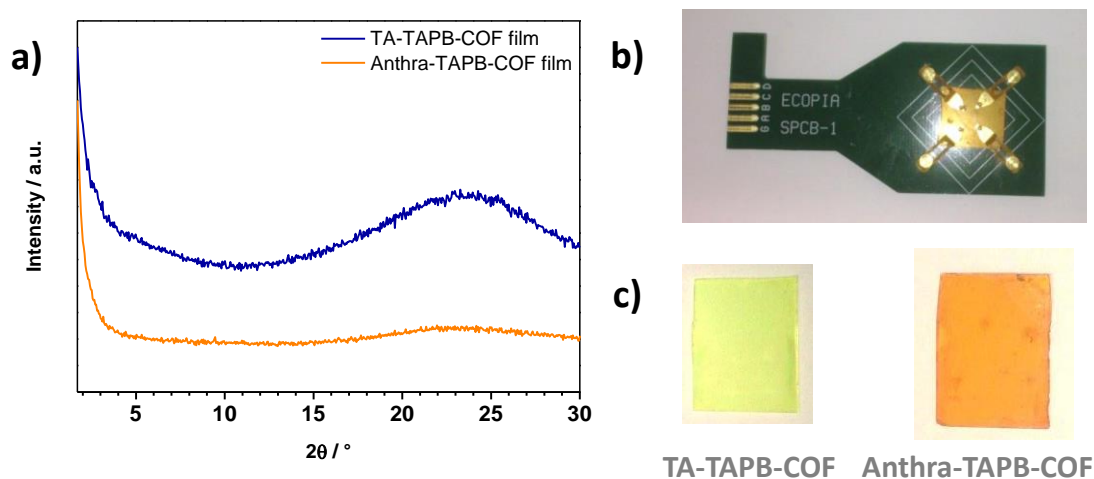 a)
TA-TAPB-COF film
Anthra-TAPB-COF film
Intensity / a.u.
5 10 15 20 25 30
2θ / °
b)
D
C
B
A
G
ECOPIA
SPCB-1
c)
TA-TAPB-COF
Anthra-TAPB-COF